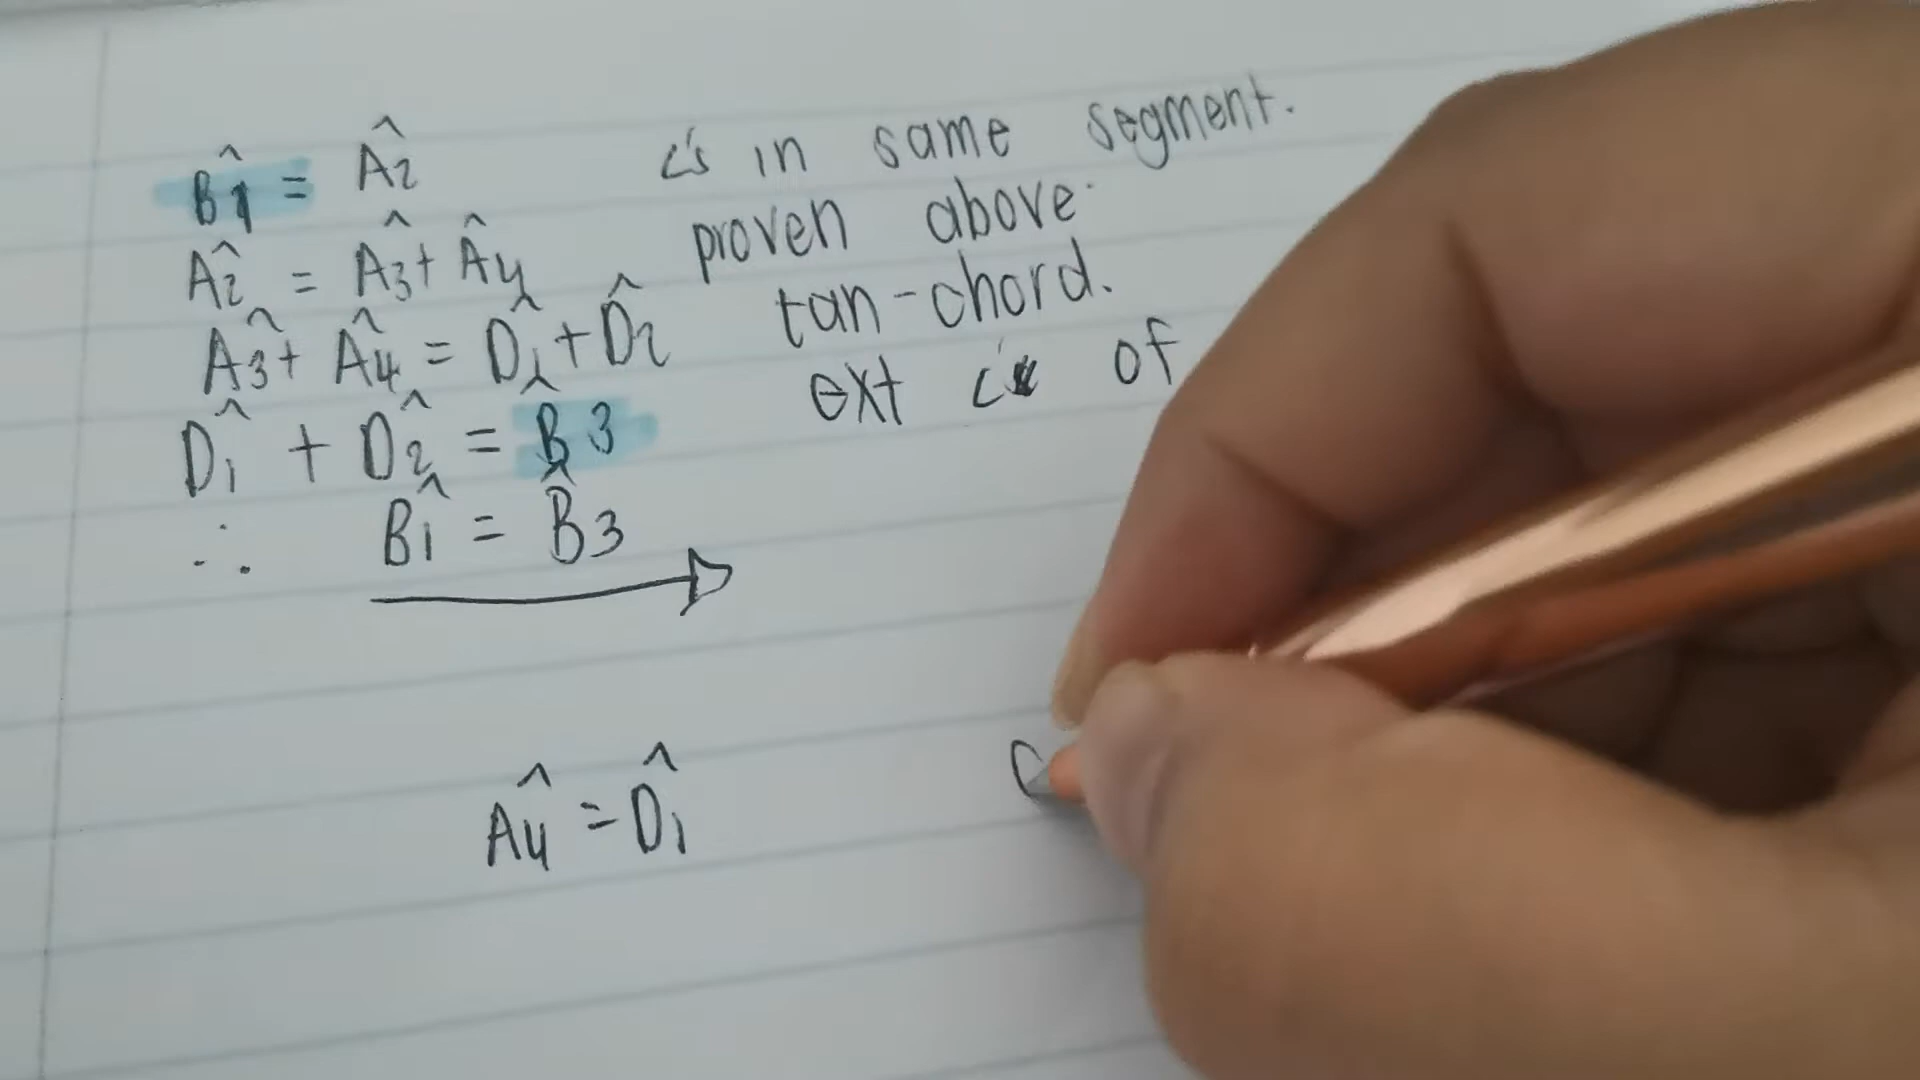 B̂1 = Â2 ∠'s in same segment.
Â2 = Â3 + Â4 proven above.
Â3 + Â4 = D̂1 + D̂2 tan-chord.
D̂1 + D̂2 = B̂3 ext ∠ of
∴ B̂1 = B̂3
Â4 = D̂1